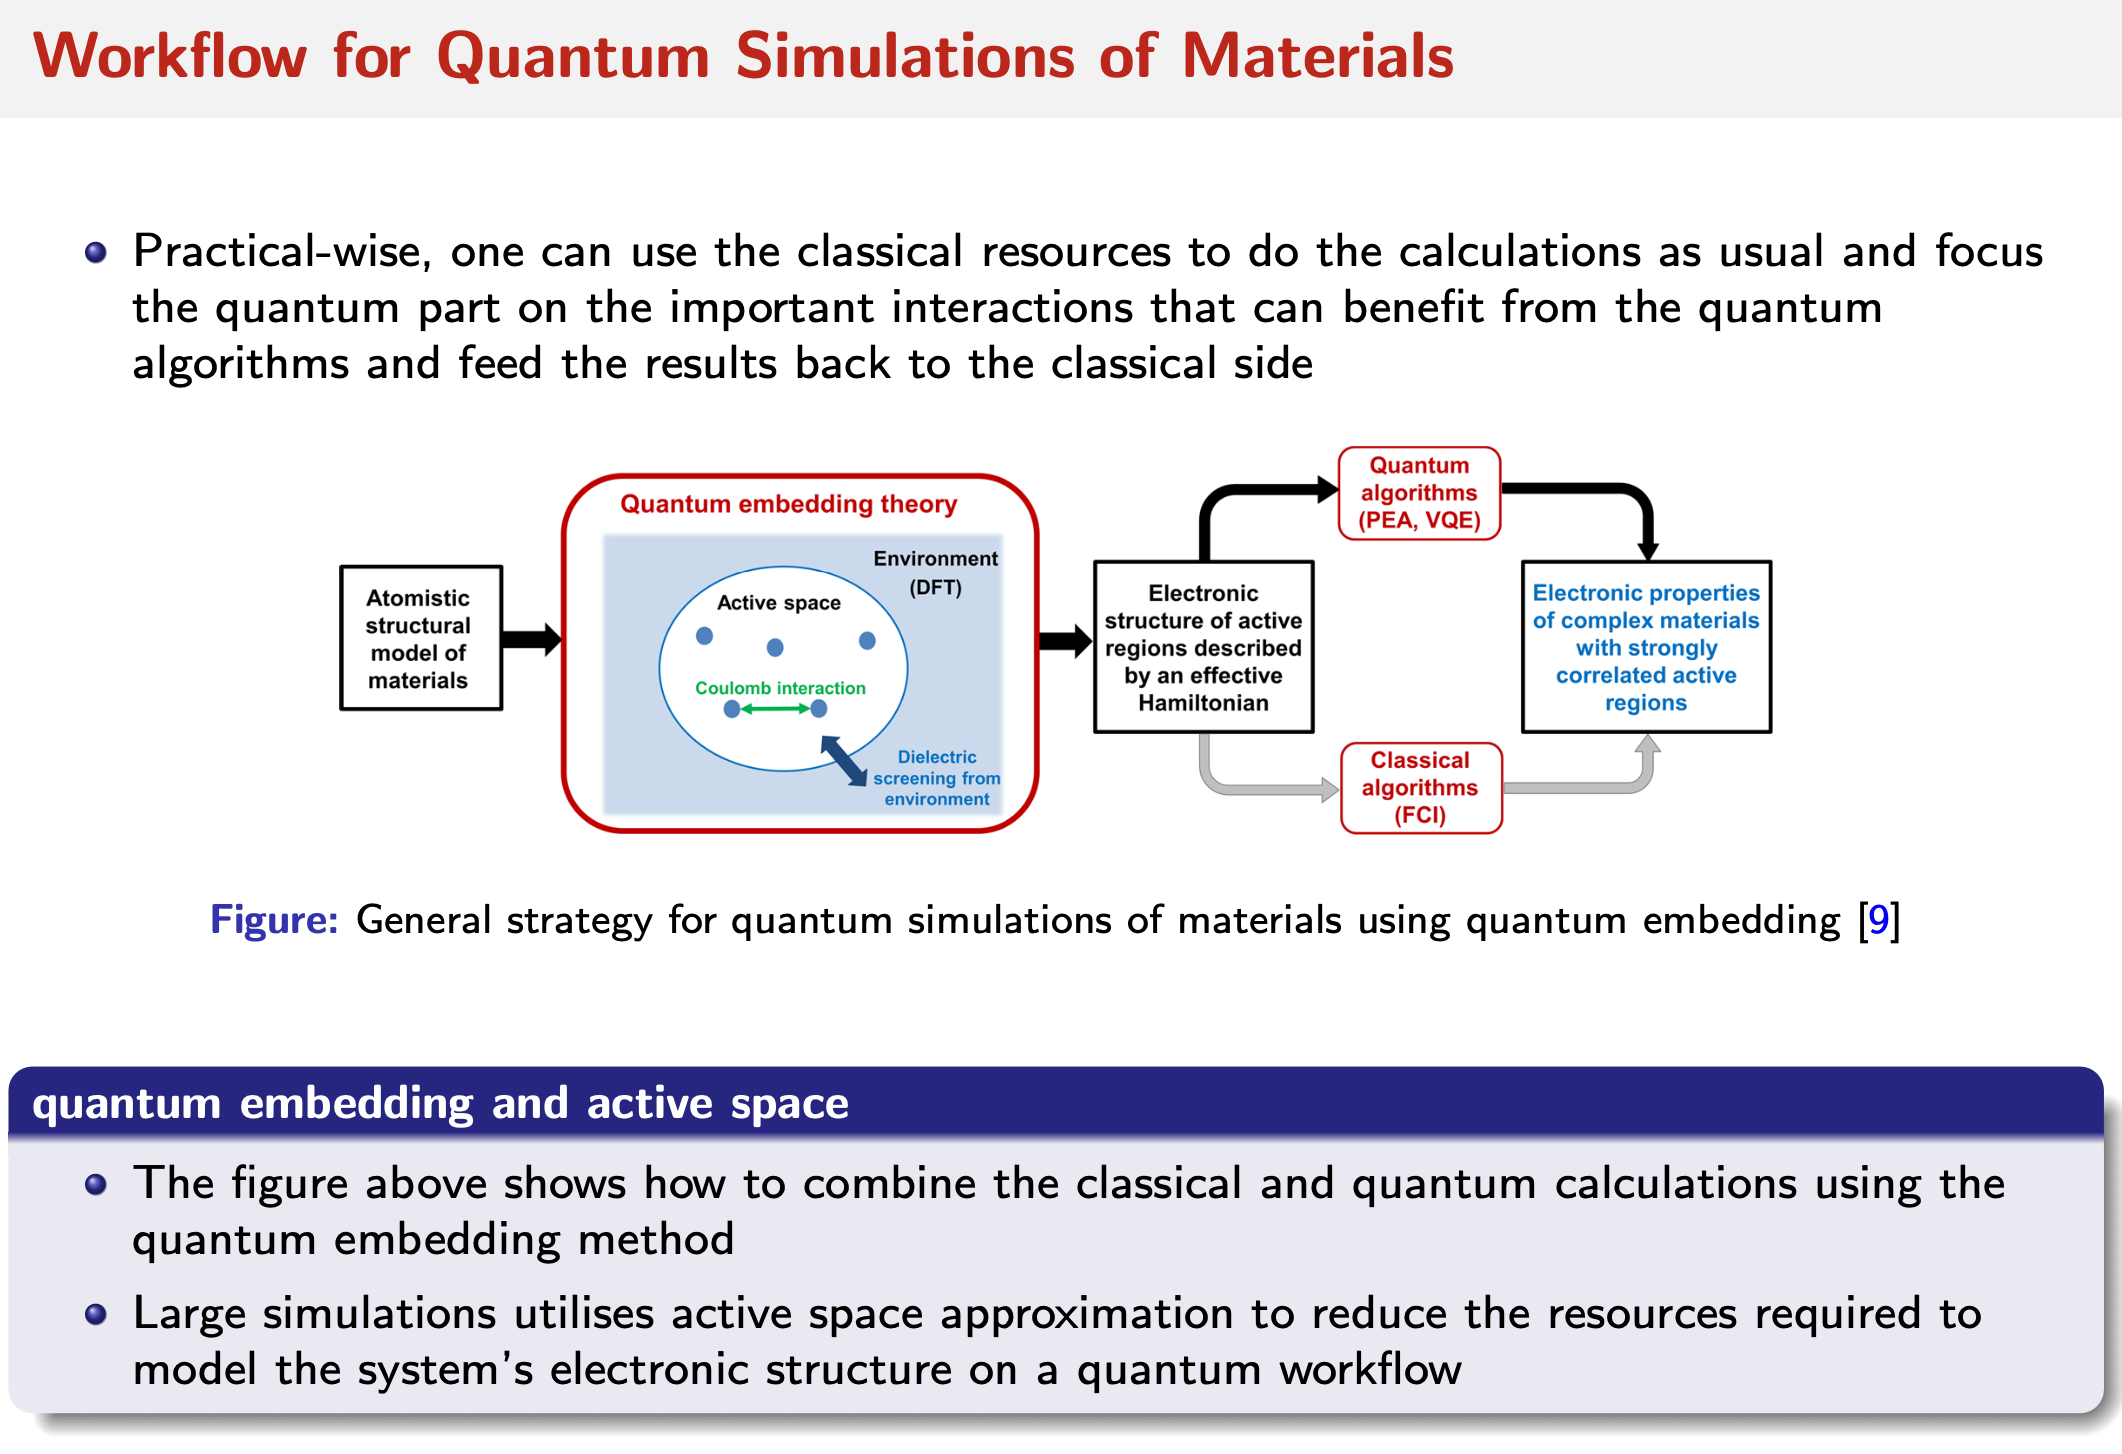 Workflow for Quantum Simulations of Materials
Practical-wise, one can use the classical resources to do the calculations as usual and focus
the quantum part on the important interactions that can benefit from the quantum
algorithms and feed the results back to the classical side
Atomistic
structural
model of
materials
Quantum embedding theory
Environment
(DFT)
Active space
Coulomb interaction
Dielectric
screening from
environment
Electronic
structure of active
regions described
by an effective
Hamiltonian
Quantum
algorithms
(PEA, VQE)
Classical
algorithms
(FCI)
Electronic properties
of complex materials
with strongly
correlated active
regions
Figure: General strategy for quantum simulations of materials using quantum embedding [9]
quantum embedding and active space
The figure above shows how to combine the classical and quantum calculations using the
quantum embedding method
Large simulations utilises active space approximation to reduce the resources required to
model the system's electronic structure on a quantum workflow